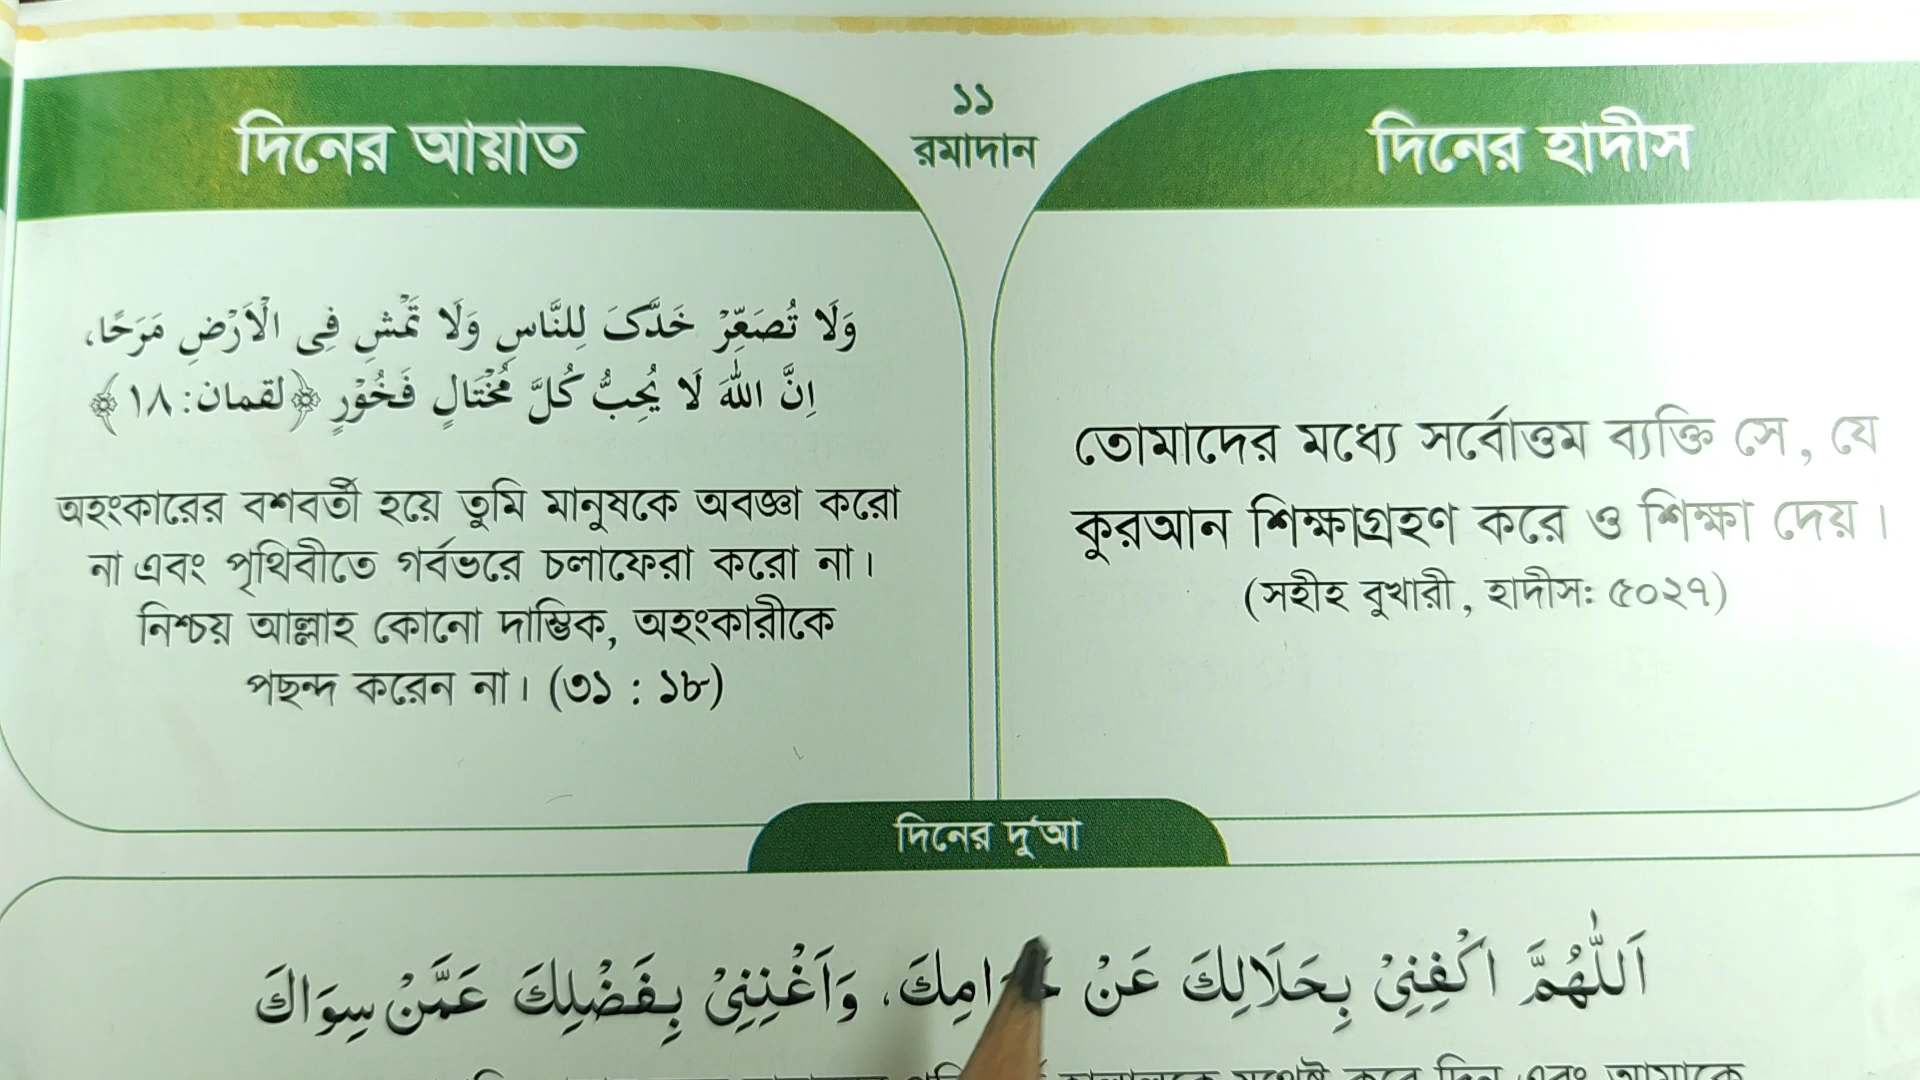 ১১
রমাদান
দিনের আয়াত
وَلَا تُصَعِّرْ خَدَّکَ لِلنَّاسِ وَلَا تَمْشِ فِی الْاَرْضِ مَرَحًا،
اِنَّ اللّٰهَ لَا یُحِبُّ کُلَّ مُخْتَالٍ فَخُوْرٍ ﴿لقمان: ١٨﴾
অহংকারের বশবর্তী হয়ে তুমি মানুষকে অবজ্ঞা করো
না এবং পৃথিবীতে গর্বভরে চলাফেরা করো না।
নিশ্চয় আল্লাহ কোনো দাম্ভিক, অহংকারীকে
পছন্দ করেন না। (৩১ : ১৮)
দিনের হাদীস
তোমাদের মধ্যে সর্বোত্তম ব্যক্তি সে, যে
কুরআন শিক্ষাগ্রহণ করে ও শিক্ষা দেয়।
(সহীহ বুখারী, হাদীস: ৫০২৭)
দিনের দু'আ
اَللّٰهُمَّ اكْفِنِيْ بِحَلَالِكَ عَنْ حَرَامِكَ، وَاَغْنِنِيْ بِفَضْلِكَ عَمَّنْ سِوَاكَ